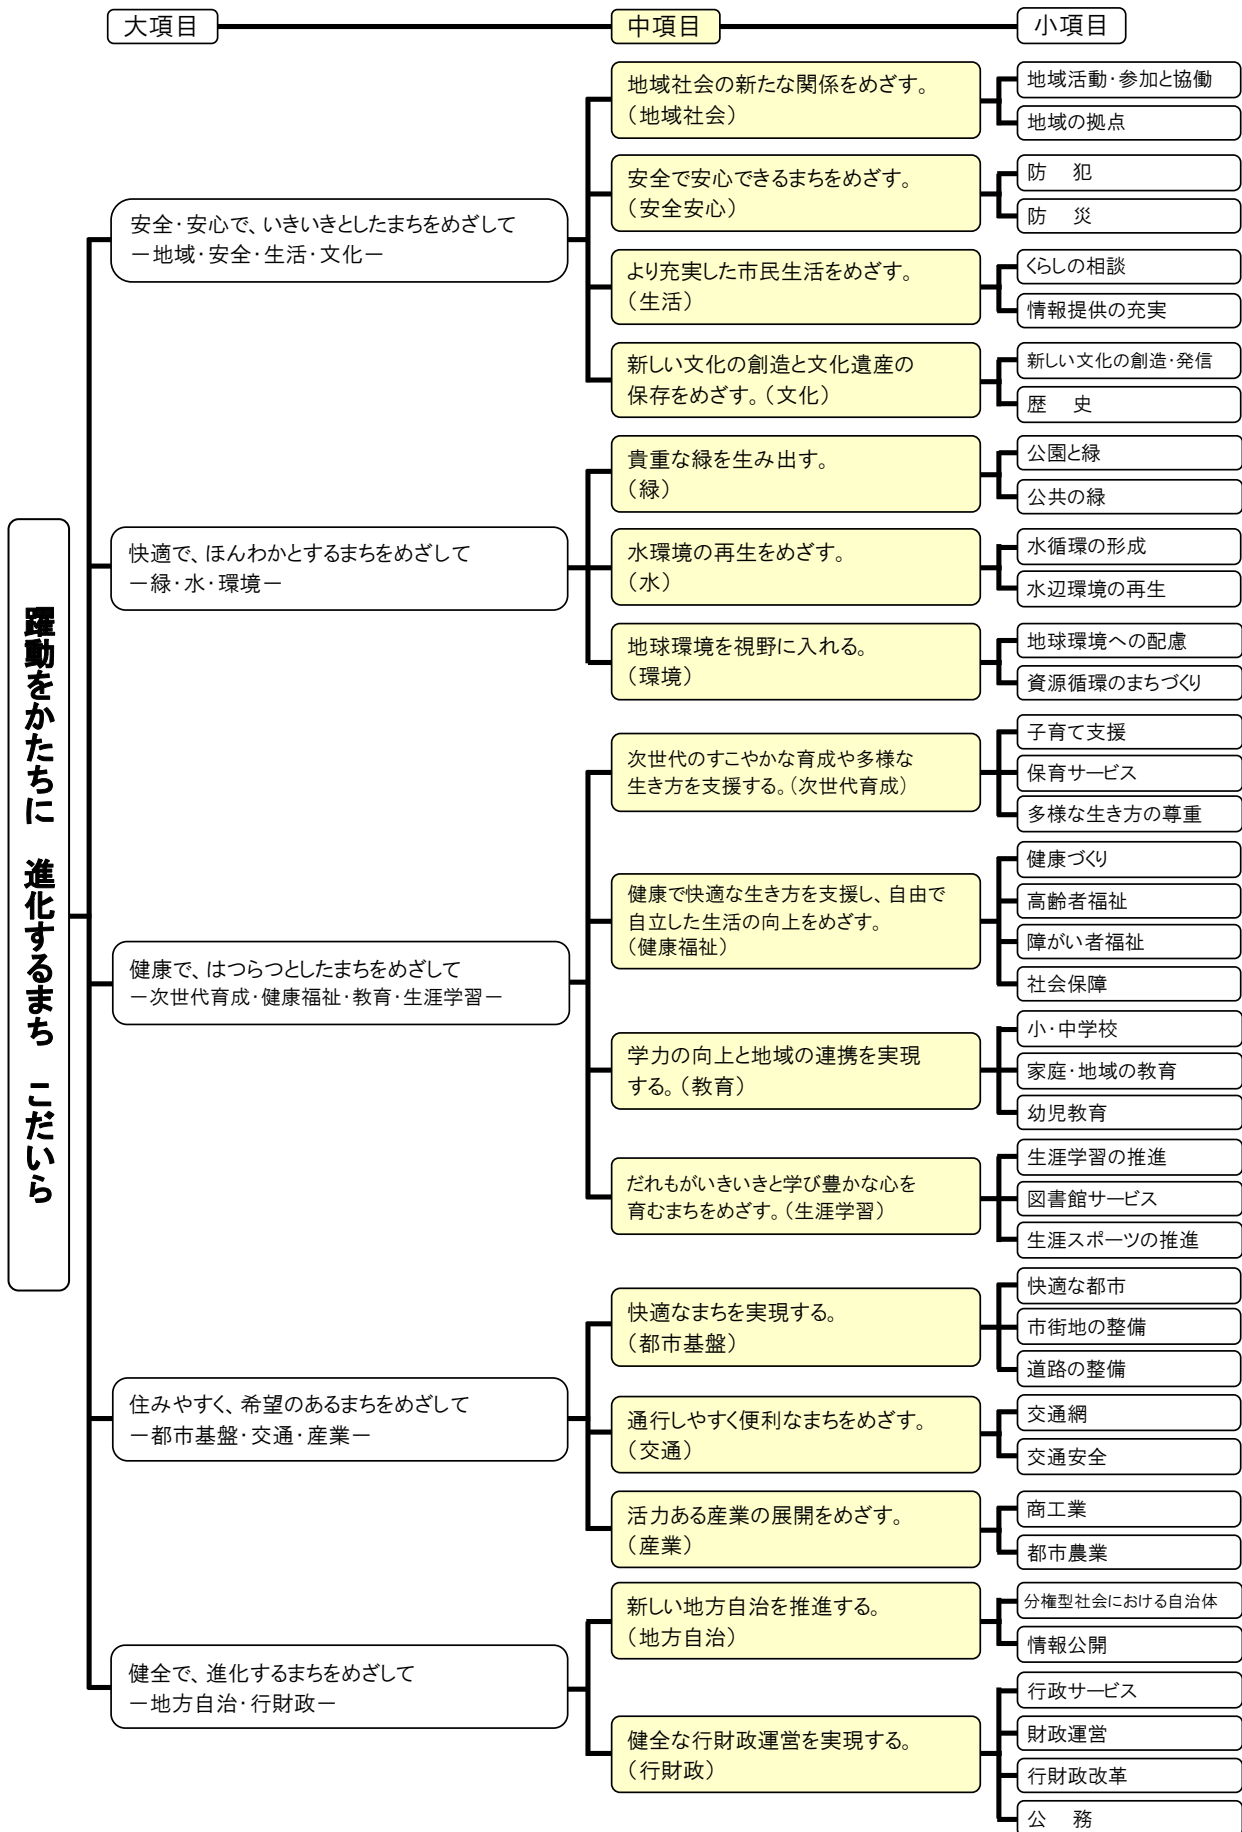 大項目
中項目
小項目
躍動をかたちに　進化するまち　こだいら
安全・安心で、いきいきとしたまちをめざして
－地域・安全・生活・文化－
地域社会の新たな関係をめざす。
（地域社会）
地域活動・参加と協働
地域の拠点
安全で安心できるまちをめざす。
（安全安心）
防　犯
防　災
より充実した市民生活をめざす。
（生活）
くらしの相談
情報提供の充実
新しい文化の創造と文化遺産の
保存をめざす。（文化）
新しい文化の創造・発信
歴　史
快適で、ほんわかとするまちをめざして
－緑・水・環境－
貴重な緑を生み出す。
（緑）
公園と緑
公共の緑
水環境の再生をめざす。
（水）
水循環の形成
水辺環境の再生
地球環境を視野に入れる。
（環境）
地球環境への配慮
資源循環のまちづくり
健康で、はつらつとしたまちをめざして
－次世代育成・健康福祉・教育・生涯学習－
次世代のすこやかな育成や多様な
生き方を支援する。（次世代育成）
子育て支援
保育サービス
多様な生き方の尊重
健康で快適な生き方を支援し、自由で
自立した生活の向上をめざす。
（健康福祉）
健康づくり
高齢者福祉
障がい者福祉
社会保障
学力の向上と地域の連携を実現
する。（教育）
小・中学校
家庭・地域の教育
幼児教育
だれもがいきいきと学び豊かな心を
育むまちをめざす。（生涯学習）
生涯学習の推進
図書館サービス
生涯スポーツの推進
住みやすく、希望のあるまちをめざして
－都市基盤・交通・産業－
快適なまちを実現する。
（都市基盤）
快適な都市
市街地の整備
道路の整備
通行しやすく便利なまちをめざす。
（交通）
交通網
交通安全
活力ある産業の展開をめざす。
（産業）
商工業
都市農業
健全で、進化するまちをめざして
－地方自治・行財政－
新しい地方自治を推進する。
（地方自治）
分権型社会における自治体
情報公開
健全な行財政運営を実現する。
（行財政）
行政サービス
財政運営
行財政改革
公　務